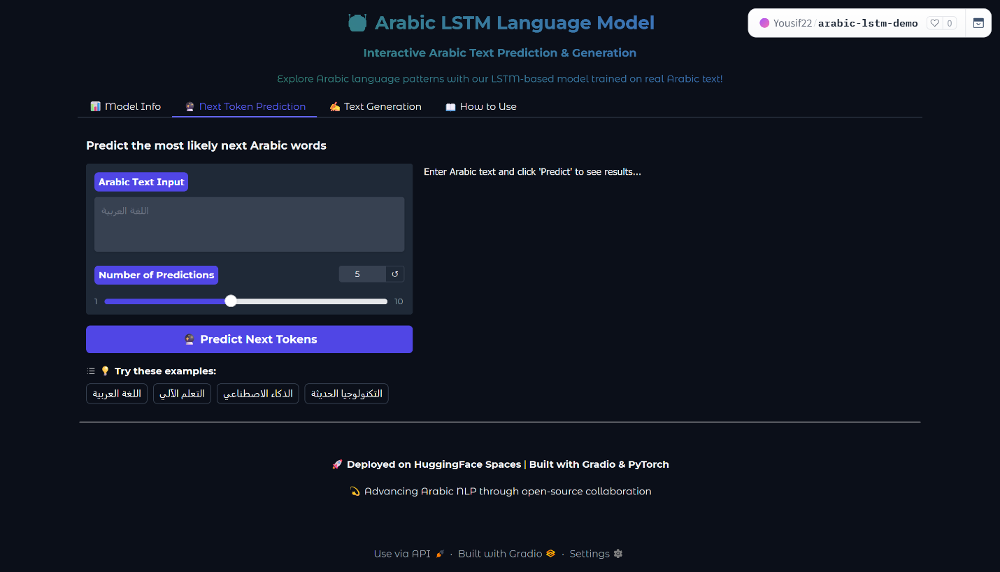 Arabic LSTM Language Model
Yousif22/arabic-lstm-demo
0
Interactive Arabic Text Prediction & Generation
Explore Arabic language patterns with our LSTM-based model trained on real Arabic text!
Model Info
Next Token Prediction
Text Generation
How to Use
Predict the most likely next Arabic words
Arabic Text Input
اللغة العربية
Enter Arabic text and click 'Predict' to see results...
Number of Predictions
5
1
10
Predict Next Tokens
Try these examples:
اللغة العربية
التعلم الآلي
الذكاء الاصطناعي
التكنولوجيا الحديثة
Deployed on HuggingFace Spaces | Built with Gradio & PyTorch
Advancing Arabic NLP through open-source collaboration
Use via API · Built with Gradio · Settings